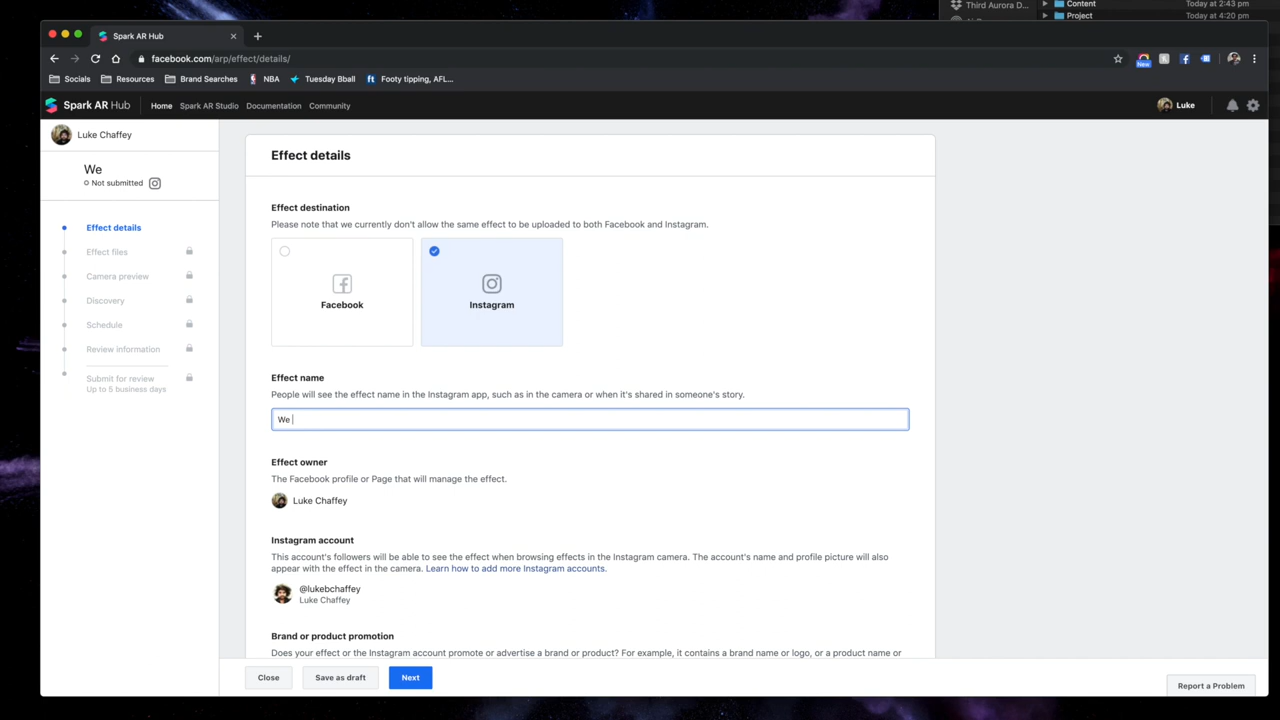 Third Aurora D...
Content
Today at 2:43 pm
Project
Today at 4:20 pm
Spark AR Hub
facebook.com/arp/effect/details/
New
Socials
Resources
Brand Searches
NBA
Tuesday Bball
ft
Footy tipping, AFL...
Spark AR Hub
Home
Spark AR Studio
Documentation
Community
Luke
Luke Chaffey
We
Not submitted
Effect details
Effect files
Camera preview
Discovery
Schedule
Review information
Submit for review
Up to 5 business days
Effect details
Effect destination
Please note that we currently don't allow the same effect to be uploaded to both Facebook and Instagram.
Facebook
Instagram
Effect name
People will see the effect name in the Instagram app, such as in the camera or when it's shared in someone's story.
We
Effect owner
The Facebook profile or Page that will manage the effect.
Luke Chaffey
Instagram account
This account's followers will be able to see the effect when browsing effects in the Instagram camera. The account's name and profile picture will also
appear with the effect in the camera. Learn how to add more Instagram accounts.
@lukebchaffey
Luke Chaffey
Brand or product promotion
Does your effect or the Instagram account promote or advertise a brand or product? For example, it contains a brand name or logo, or a product name or
Close
Save as draft
Next
Report a Problem